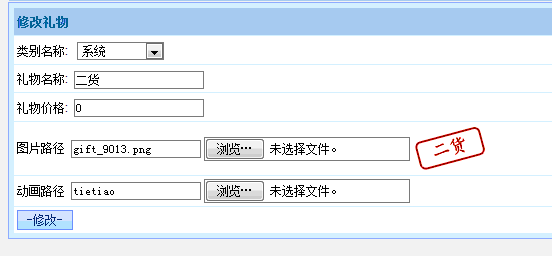 修改礼物
类别名称: 系统
礼物名称: 二货
礼物价格: 0
图片路径 gift_9013.png 浏览… 未选择文件。 二货
动画路径 tietiao 浏览… 未选择文件。
-修改-